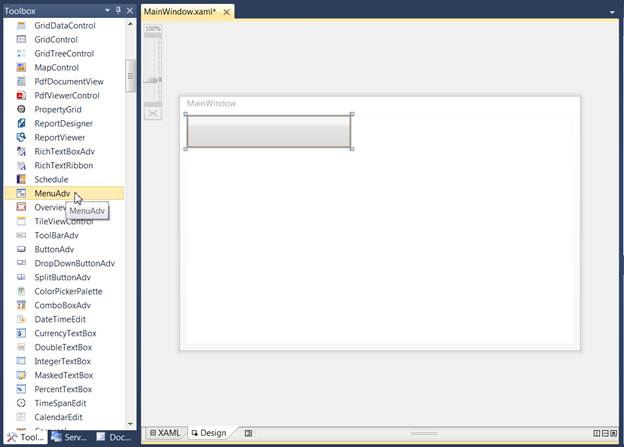 Toolbox
MainWindow.xaml*
GridDataControl
GridControl
GridTreeControl
MapControl
PdfDocumentView
PdfViewerControl
PropertyGrid
ReportDesigner
ReportViewer
RichTextBoxAdv
RichTextRibbon
Schedule
MenuAdv
MenuAdv
TileViewControl
ToolBarAdv
ButtonAdv
DropDownButtonAdv
SplitButtonAdv
ColorPickerPalette
ComboBoxAdv
DateTimeEdit
CurrencyTextBox
DoubleTextBox
IntegerTextBox
MaskedTextBox
PercentTextBox
TimeSpanEdit
CalendarEdit
Tool...
Serv...
Doc...
100%
MainWindow
XAML
Design